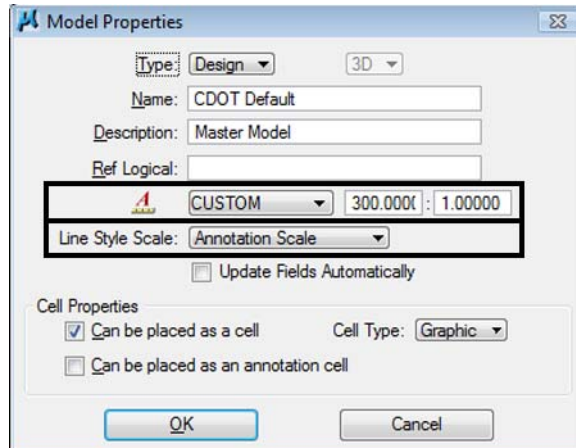 Model Properties
Type: Design 3D
Name: CDOT Default
Description: Master Model
Ref Logical:
A CUSTOM 300.000( : 1.00000
Line Style Scale: Annotation Scale
Update Fields Automatically
Cell Properties
Can be placed as a cell Cell Type: Graphic
Can be placed as an annotation cell
OK Cancel